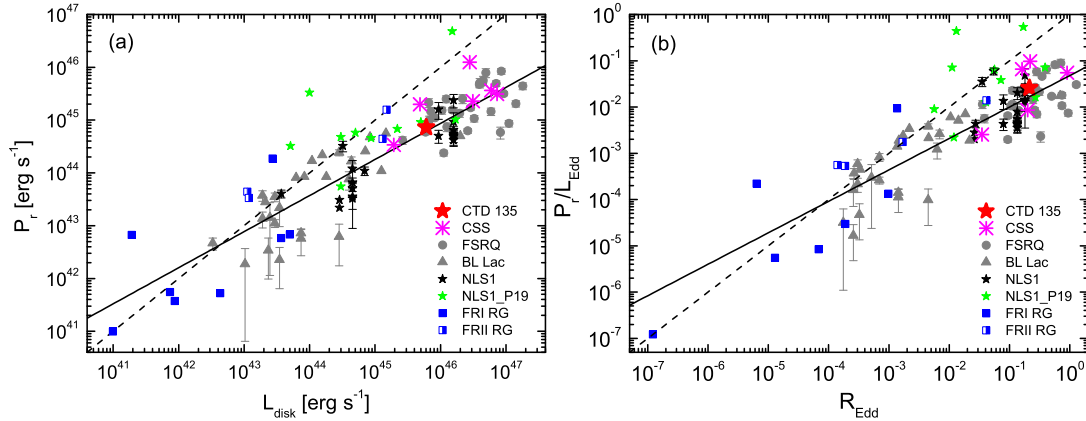 (a)
10^47
10^46
10^45
10^44
10^43
10^42
10^41
P_r [erg s^-1]
CTD 135
CSS
FSRQ
BL Lac
NLS1
NLS1_P19
FRI RG
FRII RG
10^41 10^42 10^43 10^44 10^45 10^46 10^47
L_disk [erg s^-1]
(b)
10^0
10^-1
10^-2
10^-3
10^-4
10^-5
10^-6
10^-7
P_r/L_Edd
CTD 135
CSS
FSRQ
BL Lac
NLS1
NLS1_P19
FRI RG
FRII RG
10^-7 10^-6 10^-5 10^-4 10^-3 10^-2 10^-1 10^0
R_Edd